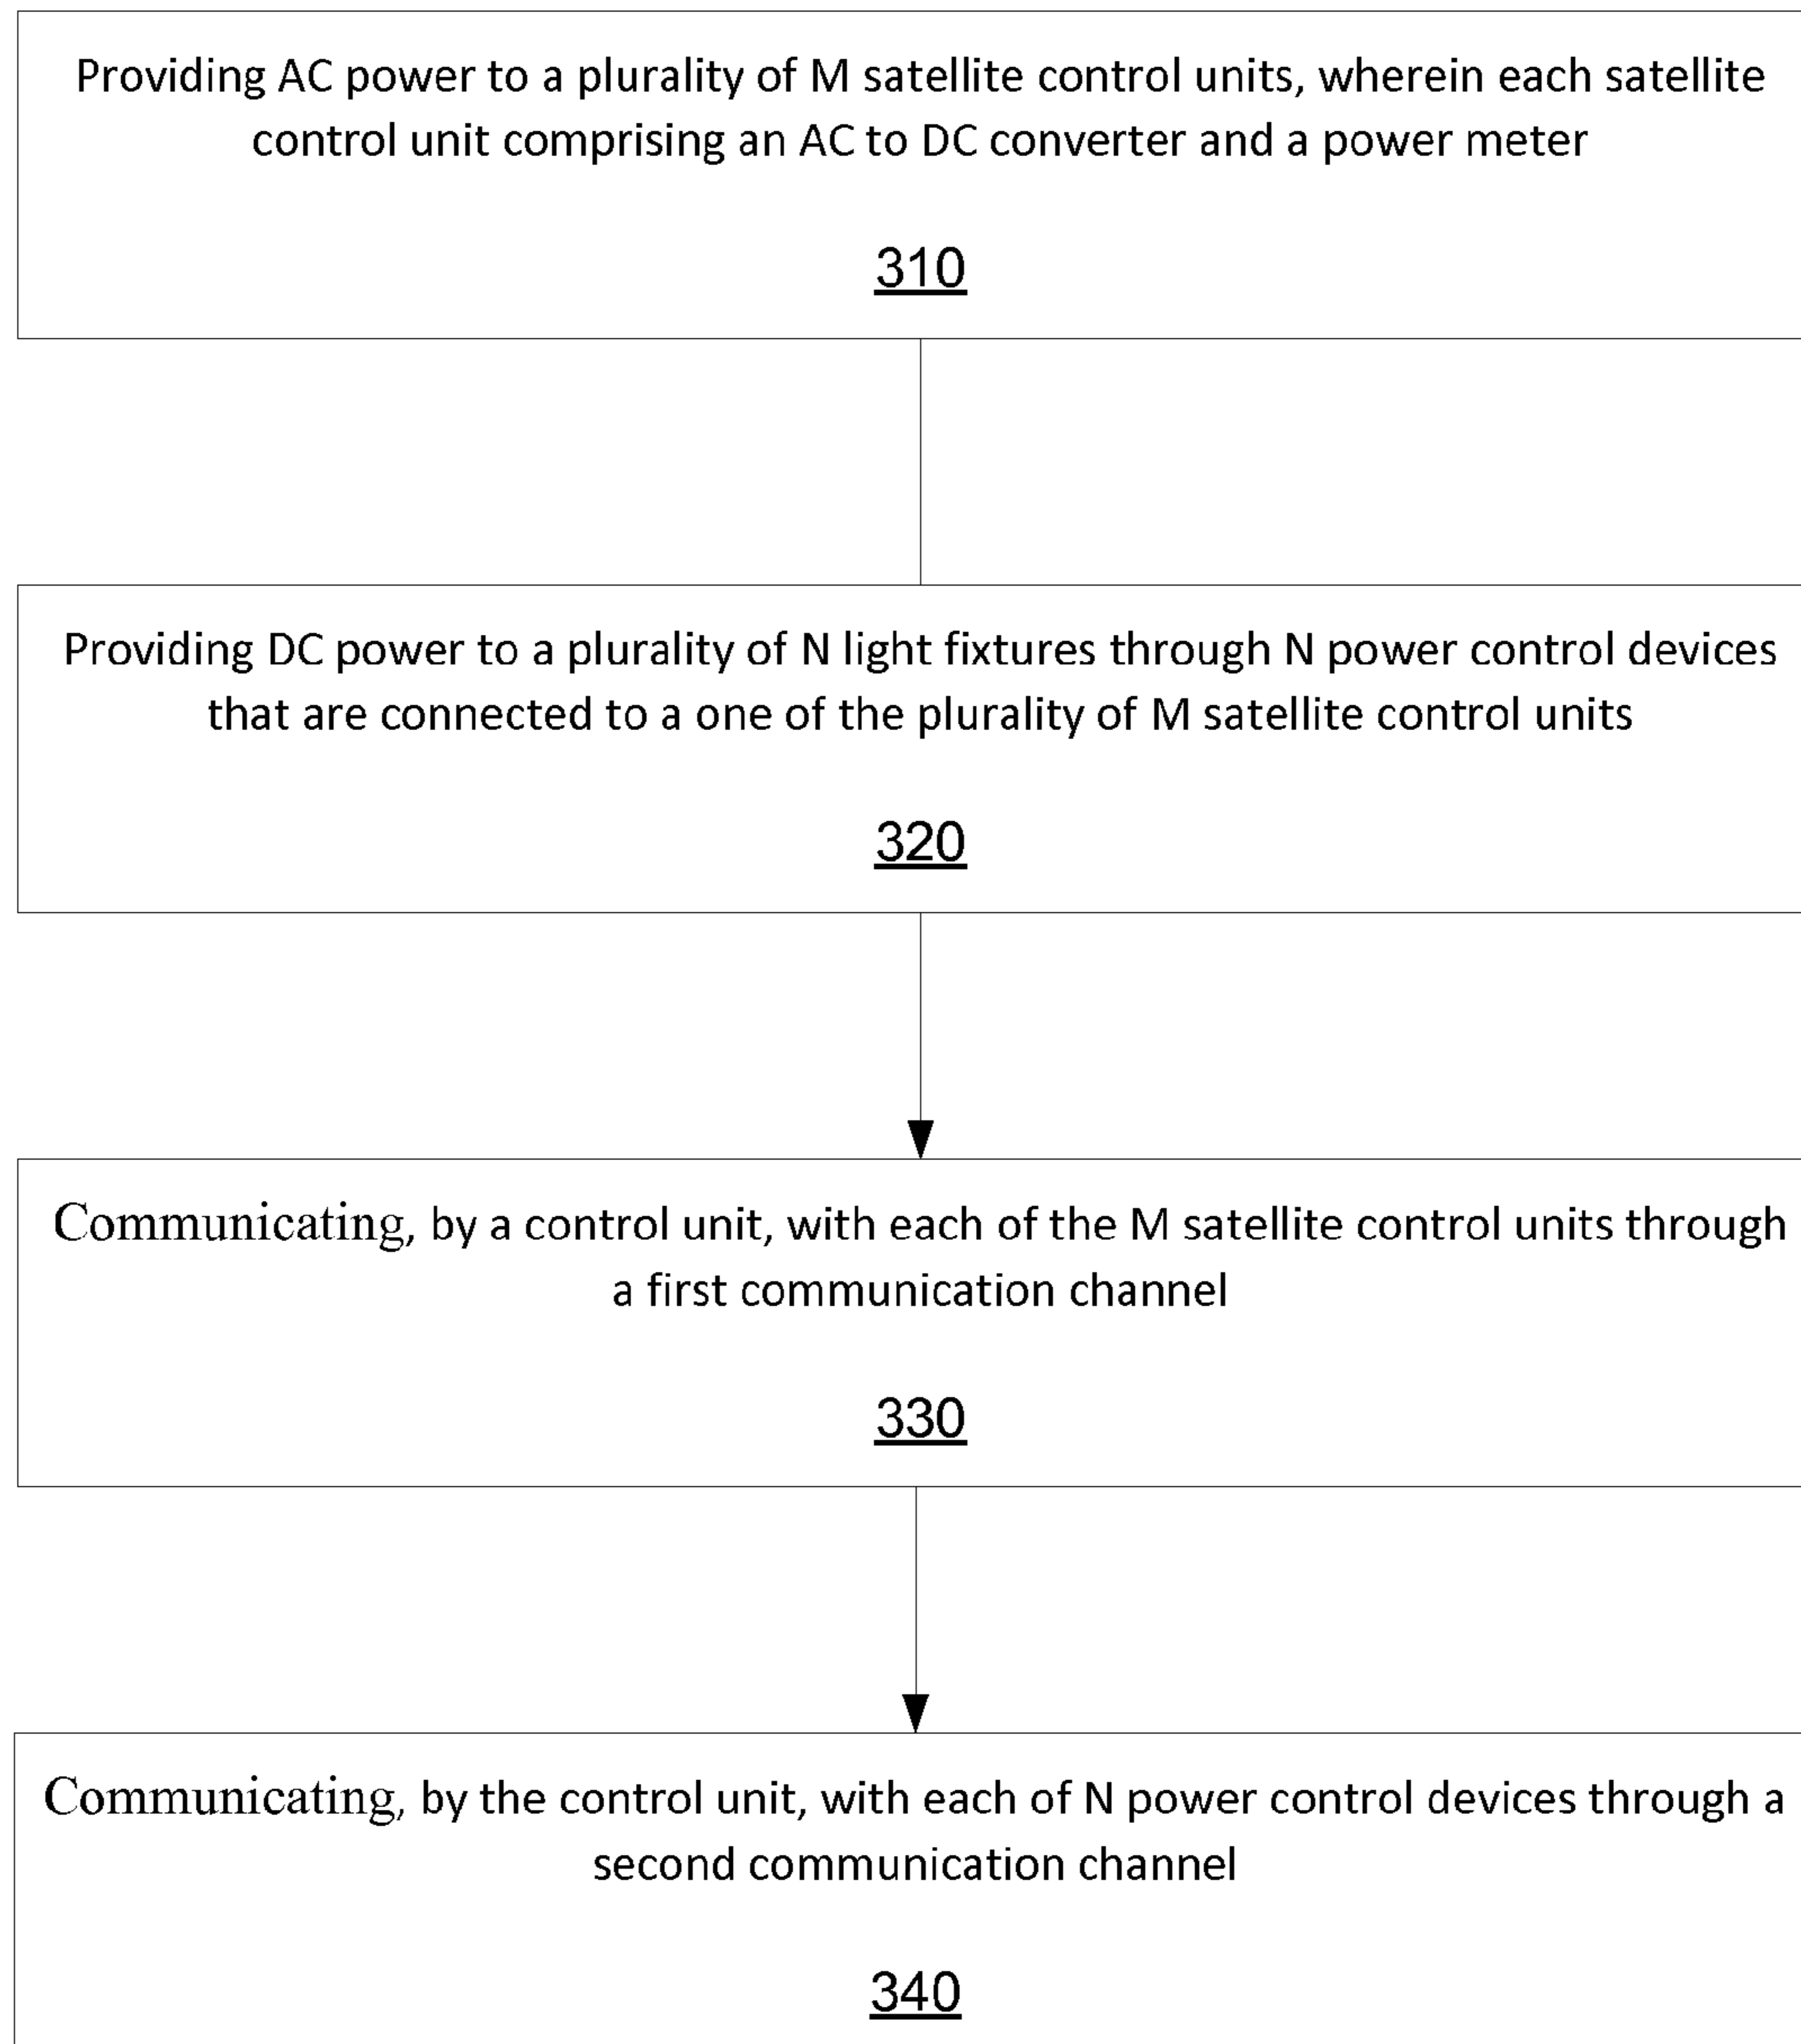 Providing AC power to a plurality of M satellite control units, wherein each satellite
control unit comprising an AC to DC converter and a power meter
310
Providing DC power to a plurality of N light fixtures through N power control devices
that are connected to a one of the plurality of M satellite control units
320
Communicating, by a control unit, with each of the M satellite control units through
a first communication channel
330
Communicating, by the control unit, with each of N power control devices through a
second communication channel
340